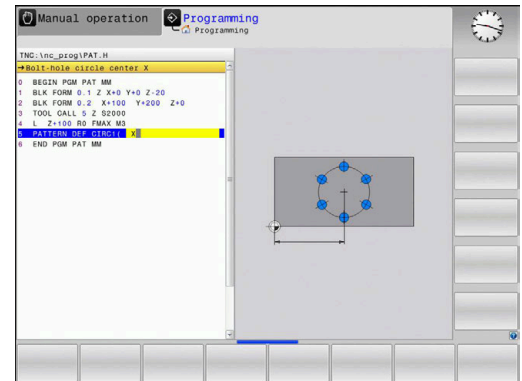 Manual operation
Programming
Programming
TNC:\nc_prog\PAT.H
→Bolt-hole circle center X
0 BEGIN PGM PAT MM
1 BLK FORM 0.1 Z X+0 Y+0 Z-20
2 BLK FORM 0.2 X+100 Y+200 Z+0
3 TOOL CALL 5 Z S2000
4 L Z+100 R0 FMAX M3
5 PATTERN DEF CIRC1( X
6 END PGM PAT MM